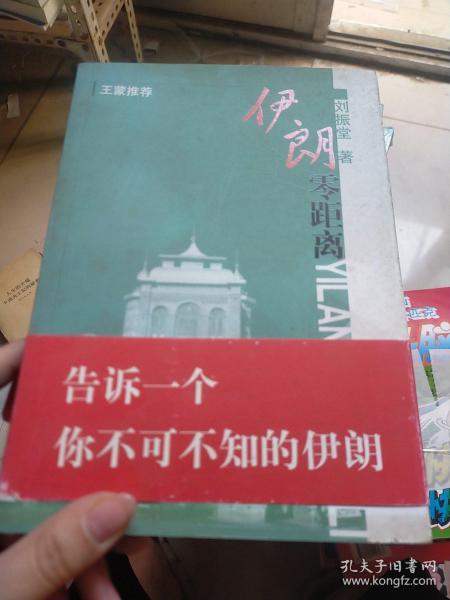 王蒙推荐
伊朗
零距离
刘振堂 著
YILAN
告诉一个
你不可不知的伊朗
孔夫子旧书网
www.kongfz.com